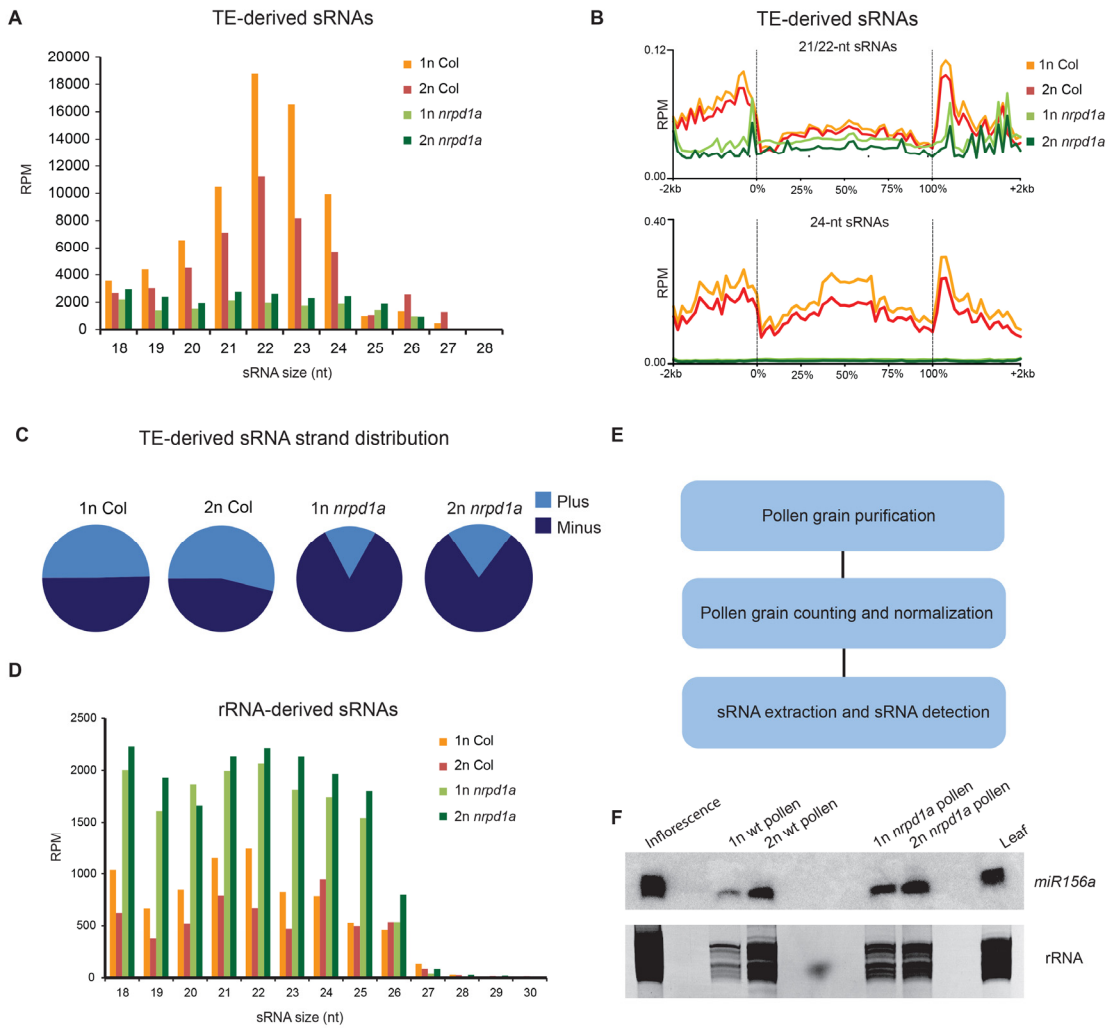 A
TE-derived sRNAs
20000
18000
16000
14000
12000
10000
8000
6000
4000
2000
0
RPM
1n Col
2n Col
1n nrpd1a
2n nrpd1a
18 19 20 21 22 23 24 25 26 27 28
sRNA size (nt)
B
TE-derived sRNAs
21/22-nt sRNAs
0.12
RPM
0.00
-2kb 0% 25% 50% 75% 100% +2kb
1n Col
2n Col
1n nrpd1a
2n nrpd1a
24-nt sRNAs
0.40
RPM
0.00
-2kb 0% 25% 50% 75% 100% +2kb
C
TE-derived sRNA strand distribution
1n Col
2n Col
1n nrpd1a
2n nrpd1a
Plus
Minus
D
rRNA-derived sRNAs
2500
2000
1500
1000
500
0
RPM
1n Col
2n Col
1n nrpd1a
2n nrpd1a
18 19 20 21 22 23 24 25 26 27 28 29 30
sRNA size (nt)
E
Pollen grain purification
Pollen grain counting and normalization
sRNA extraction and sRNA detection
F
Inflorescence
1n wt pollen
2n wt pollen
1n nrpd1a pollen
2n nrpd1a pollen
Leaf
miR156a
rRNA